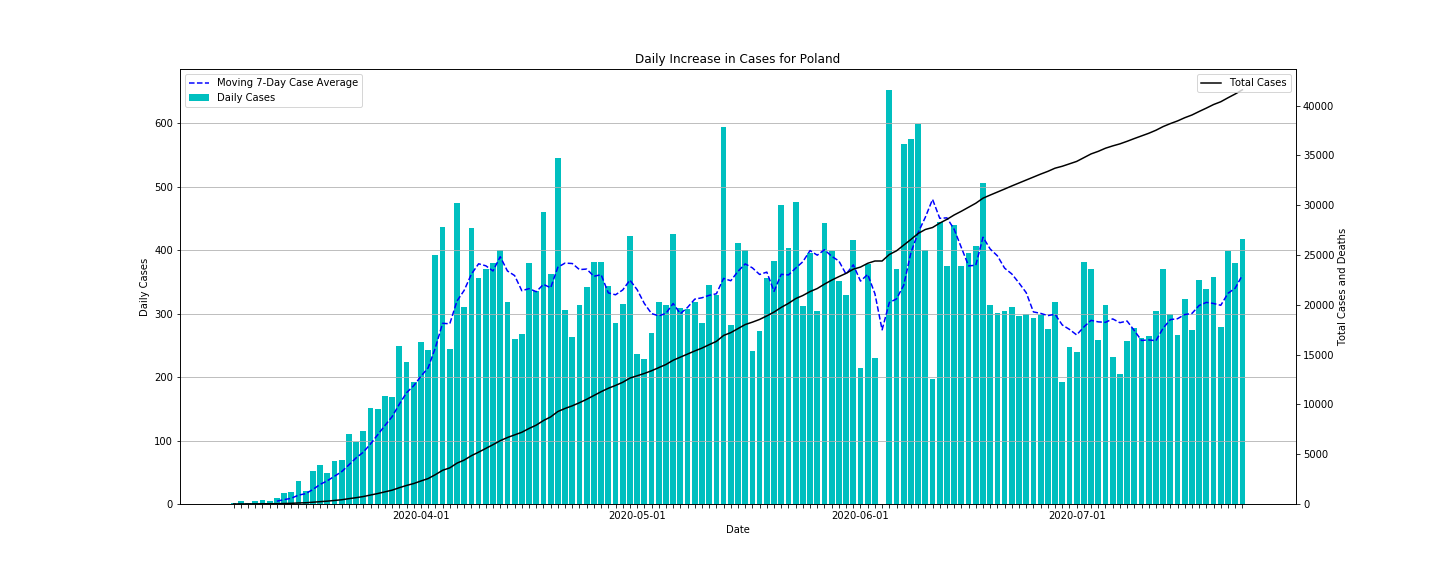 Daily Increase in Cases for Poland
Moving 7-Day Case Average
Daily Cases
Total Cases
Daily Cases
600
500
400
300
200
100
0
40000
35000
30000
25000
20000
15000
10000
5000
0
Total Cases and Deaths
2020-04-01
2020-05-01
2020-06-01
2020-07-01
Date